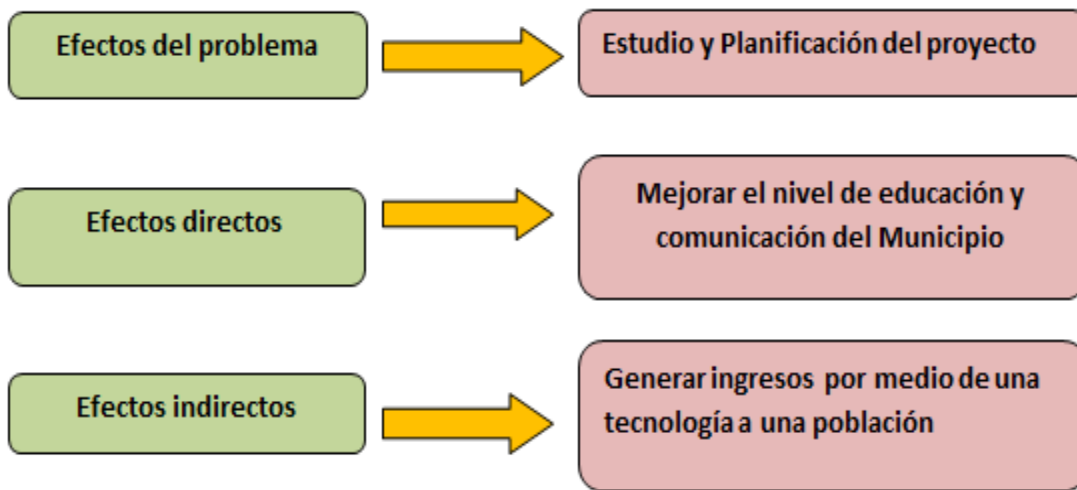 Efectos del problema
Estudio y Planificación del proyecto
Efectos directos
Mejorar el nivel de educación y
comunicación del Municipio
Efectos indirectos
Generar ingresos por medio de una
tecnología a una población